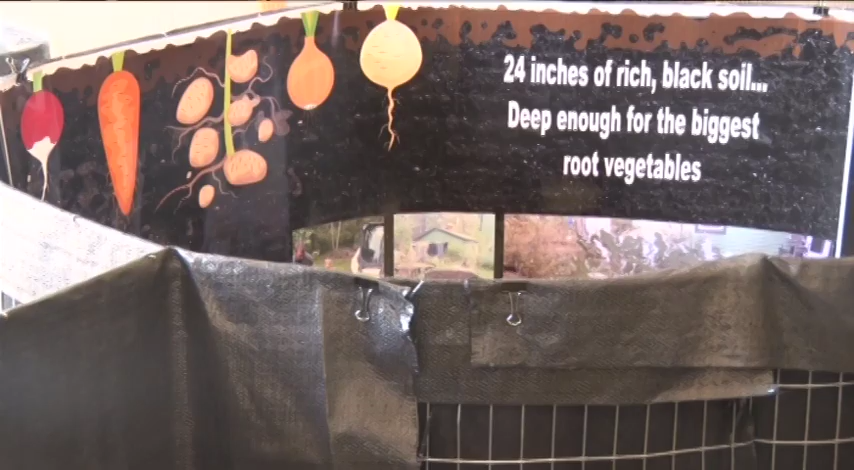 24 inches of rich, black soil...
Deep enough for the biggest
root vegetables